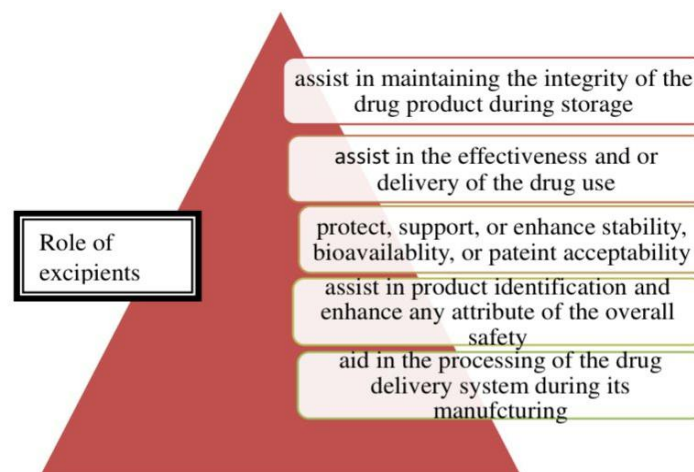 assist in maintaining the integrity of the
drug product during storage
assist in the effectiveness and or
delivery of the drug use
Role of
excipients
protect, support, or enhance stability,
bioavailablity, or pateint acceptability
assist in product identification and
enhance any attribute of the overall
safety
aid in the processing of the drug
delivery system during its
manufcturing